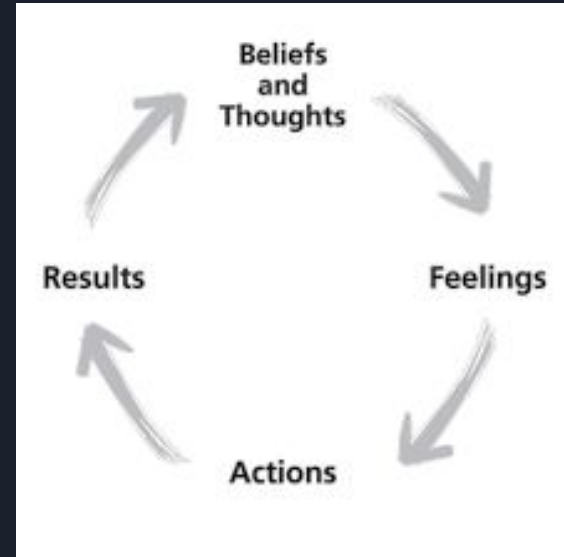 Beliefs
and
Thoughts
Results
Feelings
Actions